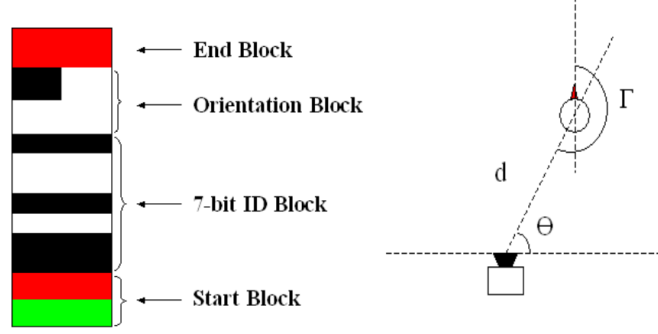 End Block
Orientation Block
7-bit ID Block
Start Block
Γ
d
Θ